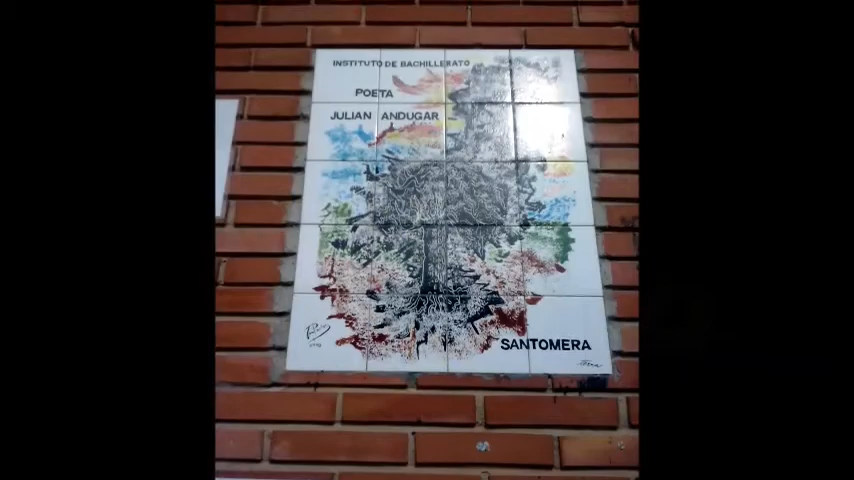 INSTITUTO DE BACHILLERATO
POETA
JULIAN ANDUGAR
SANTOMERA